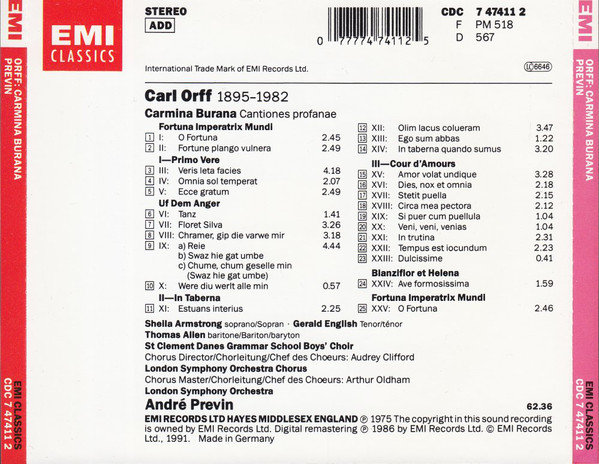 ORFF: CARMINA BURANA
PREVIN
EMI CLASSICS
CDC 7 47411 2
EMI
CLASSICS
STEREO
ADD
0 77774 74112 5
CDC 7 47411 2
F PM 518
D 567
International Trade Mark of EMI Records Ltd.
LC 6646
Carl Orff 1895–1982
Carmina Burana Cantiones profanae
Fortuna Imperatrix Mundi
1 I: O Fortuna 2.45
2 II: Fortune plango vulnera 2.49
I—Primo Vere
3 III: Veris leta facies 4.18
4 IV: Omnia sol temperat 2.07
5 V: Ecce gratum 2.49
Uf Dem Anger
6 VI: Tanz 1.41
7 VII: Floret Silva 3.26
8 VIII: Chramer, gip die varwe mir 3.18
9 IX: a) Reie 4.44
b) Swaz hie gat umbe
c) Chume, chum geselle min
(Swaz hie gat umbe)
10 X: Were diu werlt alle min 0.57
II—In Taberna
11 XI: Estuans interius 2.25
12 XII: Olim lacus colueram 3.47
13 XIII: Ego sum abbas 1.22
14 XIV: In taberna quando sumus 3.20
III—Cour d'Amours
15 XV: Amor volat undique 3.28
16 XVI: Dies, nox et omnia 2.18
17 XVII: Stetit puella 2.15
18 XVIII: Circa mea pectora 2.12
19 XIX: Si puer cum puellula 1.04
20 XX: Veni, veni, venias 1.04
21 XXI: In trutina 2.31
22 XXII: Tempus est iocundum 2.23
23 XXIII: Dulcissime 0.41
Blanziflor et Helena
24 XXIV: Ave formosissima 1.59
Fortuna Imperatrix Mundi
25 XXV: O Fortuna 2.46
Sheila Armstrong soprano/Sopran · Gerald English Tenor/ténor
Thomas Allen baritone/Bariton/baryton
St Clement Danes Grammar School Boys' Choir
Chorus Director/Chorleitung/Chef des Choeurs: Audrey Clifford
London Symphony Orchestra Chorus
Chorus Master/Chorleitung/Chef des Choeurs: Arthur Oldham
London Symphony Orchestra
André Previn 62.36
EMI RECORDS LTD HAYES MIDDLESEX ENGLAND ℗ 1975 The copyright in this sound recording
is owned by EMI Records Ltd. Digital remastering ℗ 1986 by EMI Records Ltd. © EMI Records
Ltd., 1991. Made in Germany
ORFF: CARMINA BURANA
PREVIN
EMI CLASSICS
CDC 7 47411 2